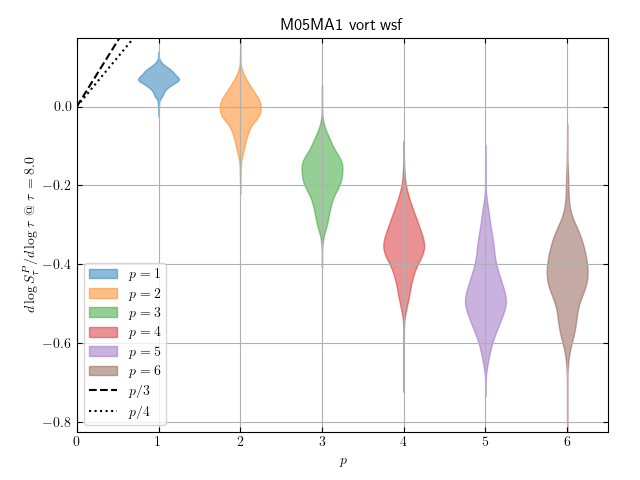 M05MA1 vort wsf
d log S_τ^P / d log τ @ τ = 8.0
0.0
−0.2
−0.4
−0.6
−0.8
p = 1
p = 2
p = 3
p = 4
p = 5
p = 6
p/3
p/4
0 1 2 3 4 5 6
p